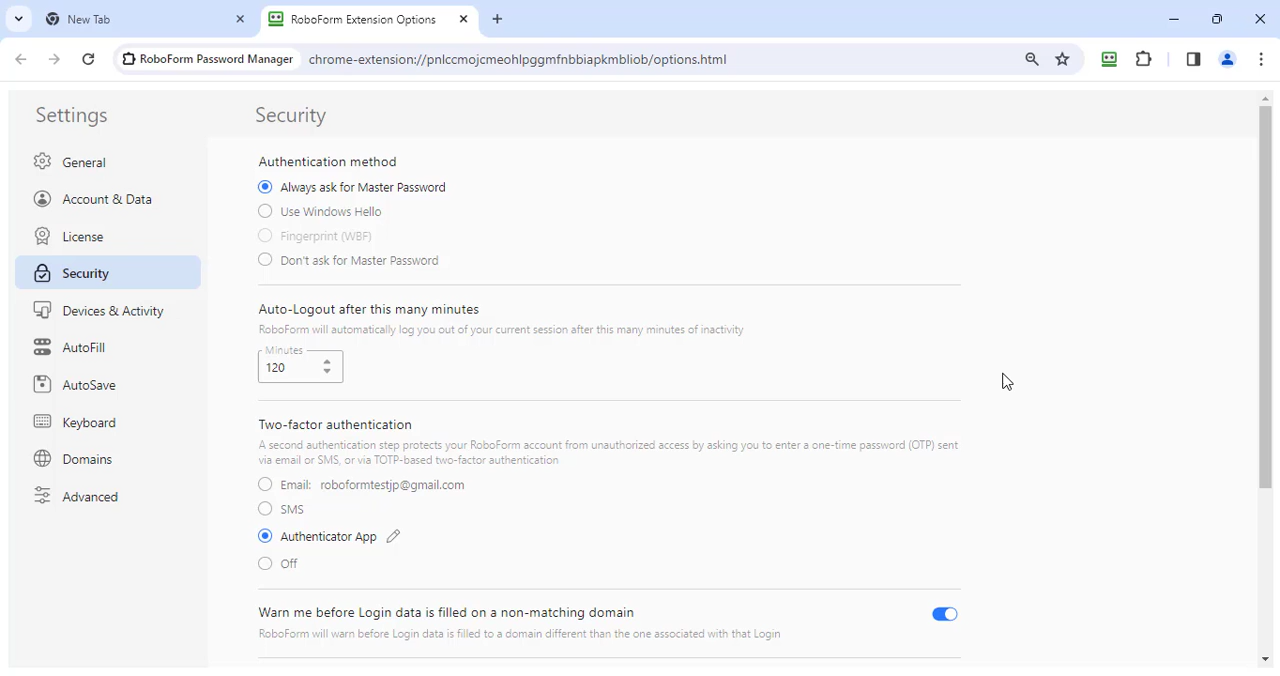 New Tab
RoboForm Extension Options
RoboForm Password Manager
chrome-extension://pnlccmojcmeohlpggmfnbbiapkmbliob/options.html
Settings
General
Account & Data
License
Security
Devices & Activity
AutoFill
AutoSave
Keyboard
Domains
Advanced
Security
Authentication method
Always ask for Master Password
Use Windows Hello
Fingerprint (WBF)
Don't ask for Master Password
Auto-Logout after this many minutes
RoboForm will automatically log you out of your current session after this many minutes of inactivity
Minutes
120
Two-factor authentication
A second authentication step protects your RoboForm account from unauthorized access by asking you to enter a one-time password (OTP) sent
via email or SMS, or via TOTP-based two-factor authentication
Email: roboformtestjp@gmail.com
SMS
Authenticator App
Off
Warn me before Login data is filled on a non-matching domain
RoboForm will warn before Login data is filled to a domain different than the one associated with that Login